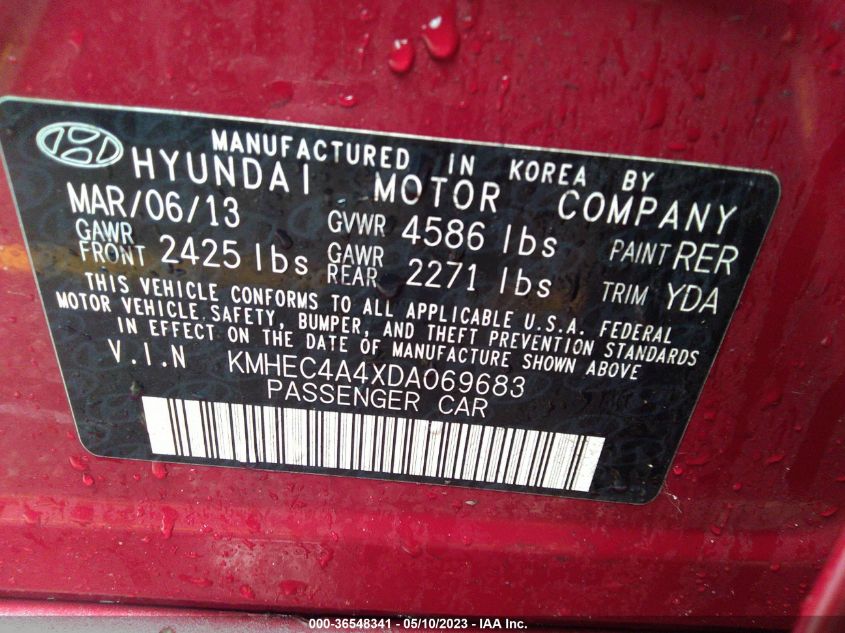 MANUFACTURED IN KOREA BY
HYUNDAI MOTOR COMPANY
MAR/06/13 GVWR 4586 lbs PAINT RER
GAWR FRONT 2425 lbs GAWR REAR 2271 lbs TRIM YDA
THIS VEHICLE CONFORMS TO ALL APPLICABLE U.S.A. FEDERAL
MOTOR VEHICLE SAFETY, BUMPER, AND THEFT PREVENTION STANDARDS
IN EFFECT ON THE DATE OF MANUFACTURE SHOWN ABOVE
V.I.N KMHEC4A4XDA069683
PASSENGER CAR
000-36548341 - 05/10/2023 - IAA Inc.